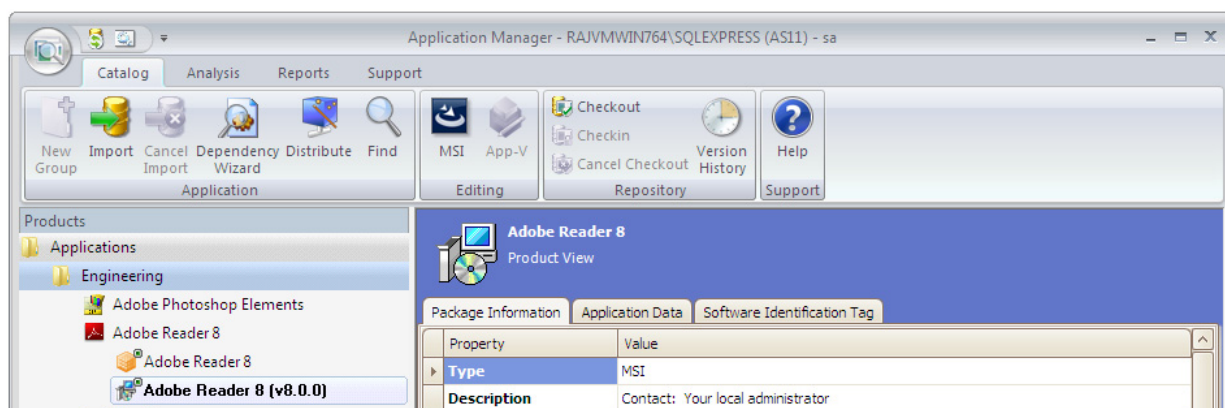 Application Manager - RAJVMWIN764\SQLEXPRESS (AS11) - sa
Catalog Analysis Reports Support
New Group Import Cancel Import Dependency Wizard Distribute Find
Application
MSI App-V
Editing
Checkout
Checkin
Cancel Checkout
Version History
Repository
Help
Support
Products
Applications
Engineering
Adobe Photoshop Elements
Adobe Reader 8
Adobe Reader 8
Adobe Reader 8 (v8.0.0)
Adobe Reader 8
Product View
Package Information Application Data Software Identification Tag
Property Value
Type MSI
Description Contact: Your local administrator